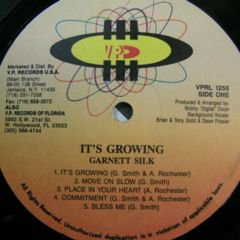 VP
Marketed & Dist. By
V.P. RECORDS U.S.A.
(Main Branch)
89-05 138 Street
Jamaica, NY. 11435
718-291-7058
Fax: (718) 658-3573
ALSO
V.P. RECORDS OF FLORIDA
5893 S.W. 21st St.
W. Hollywood, FL 33023
(305) 966-4744
VPRL 1255
SIDE ONE
Produced & Arranged by
Bobby "Digital" Dixon
Background Vocals:
Brian & Tony Gold & Dean Frazier
IT'S GROWING
GARNETT SILK
1. IT'S GROWING (G. Smith & A. Rochester)
2. MOVE ON SLOW (G. Smith)
3. PLACE IN YOUR HEART (A. Rochester)
4. COMMITMENT (G. Smith & A. Rochester)
5. BLESS ME (G. Smith)
All Rights Reserved. Unauthorized duplication is a violation of applicable laws.